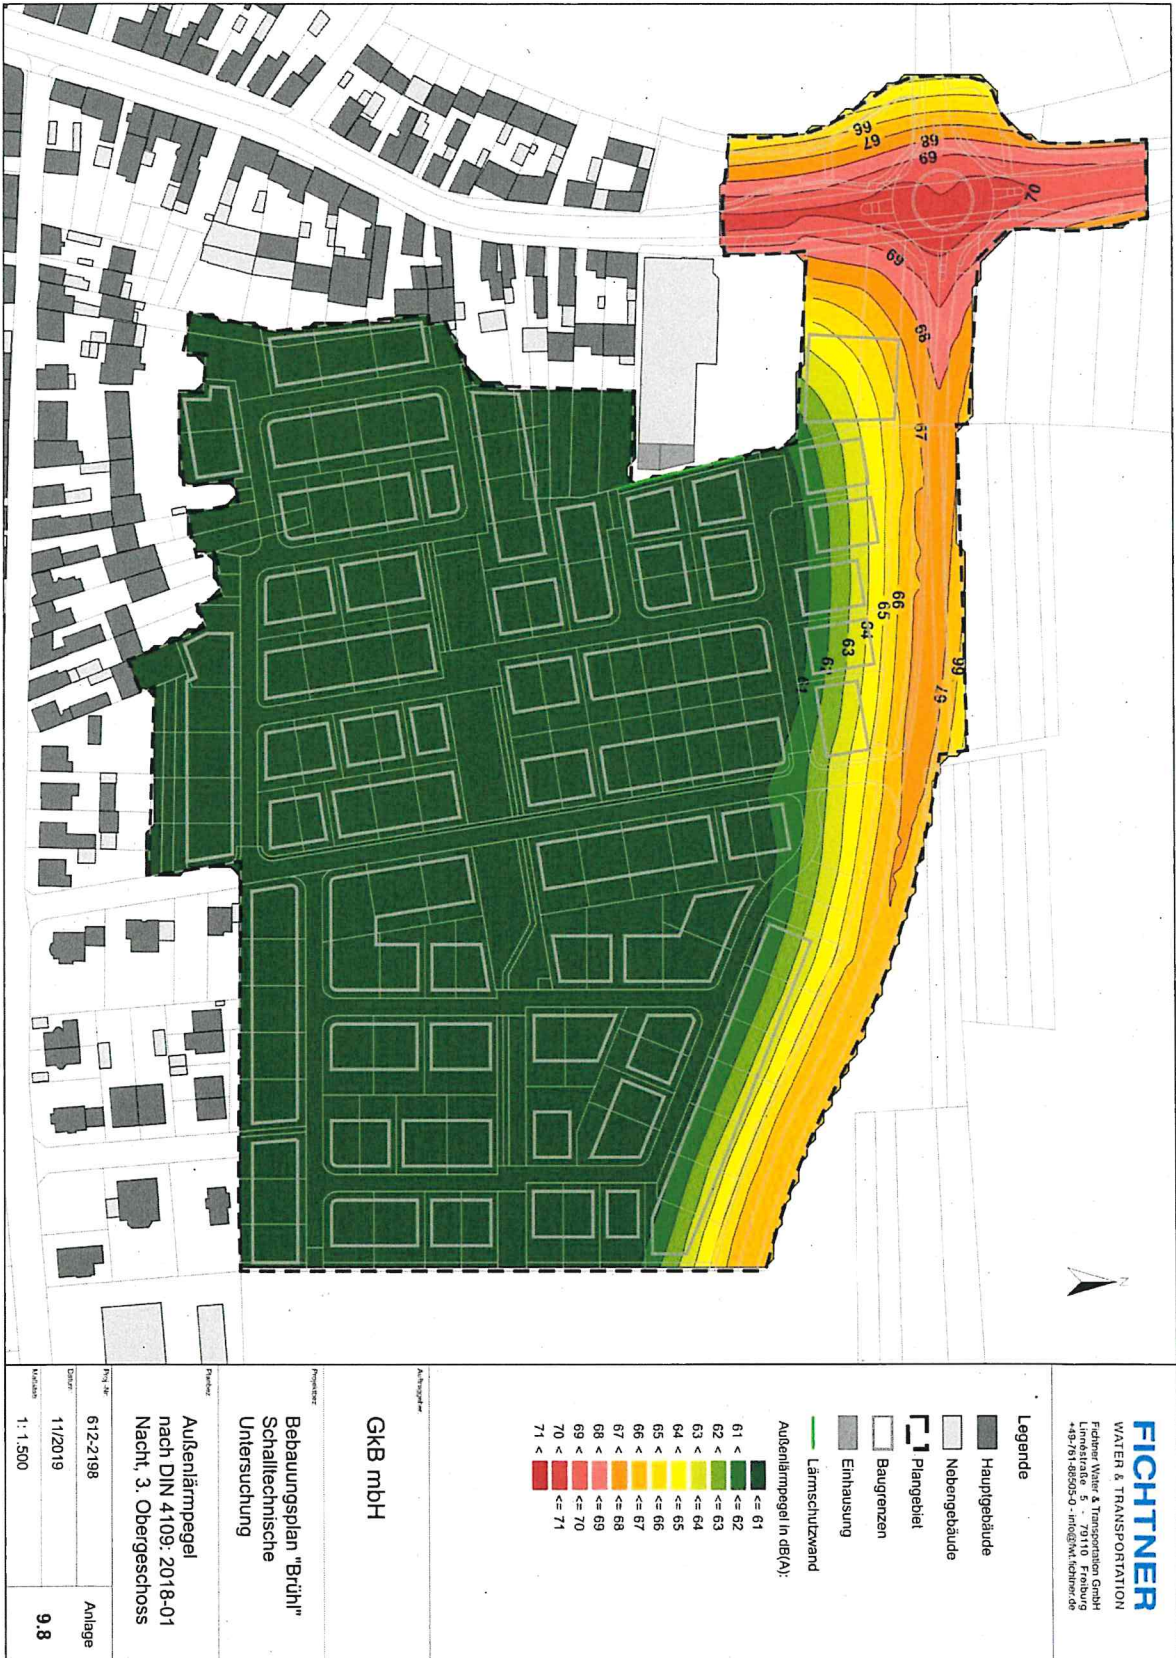 FICHTNER
WATER & TRANSPORTATION
Fichtner Water & Transportation GmbH
Linnéstraße 5 - 79110 Freiburg
+49-761-88505-0 - info@fwt.fichtner.de
Legende
Hauptgebäude
Nebengebäude
Plangebiet
Baugrenzen
Einhausung
Lärmschutzwand
Außenlärmpegel in dB(A):
<= 61
61 < <= 62
62 < <= 63
63 < <= 64
64 < <= 65
65 < <= 66
66 < <= 67
67 < <= 68
68 < <= 69
69 < <= 70
70 < <= 71
71 <
Auftraggeber:
GkB mbH
Projektbez:
Bebauungsplan "Brühl"
Schalltechnische
Untersuchung
Planbez:
Außenlärmpegel
nach DIN 4109: 2018-01
Nacht, 3. Obergeschoss
Proj.-Nr:
612-2198
Datum:
11/2019
Maßstab:
1: 1.500
Anlage
9.8
N
66
67
68
69
70
69
68
67
66
65
64
63
66
67